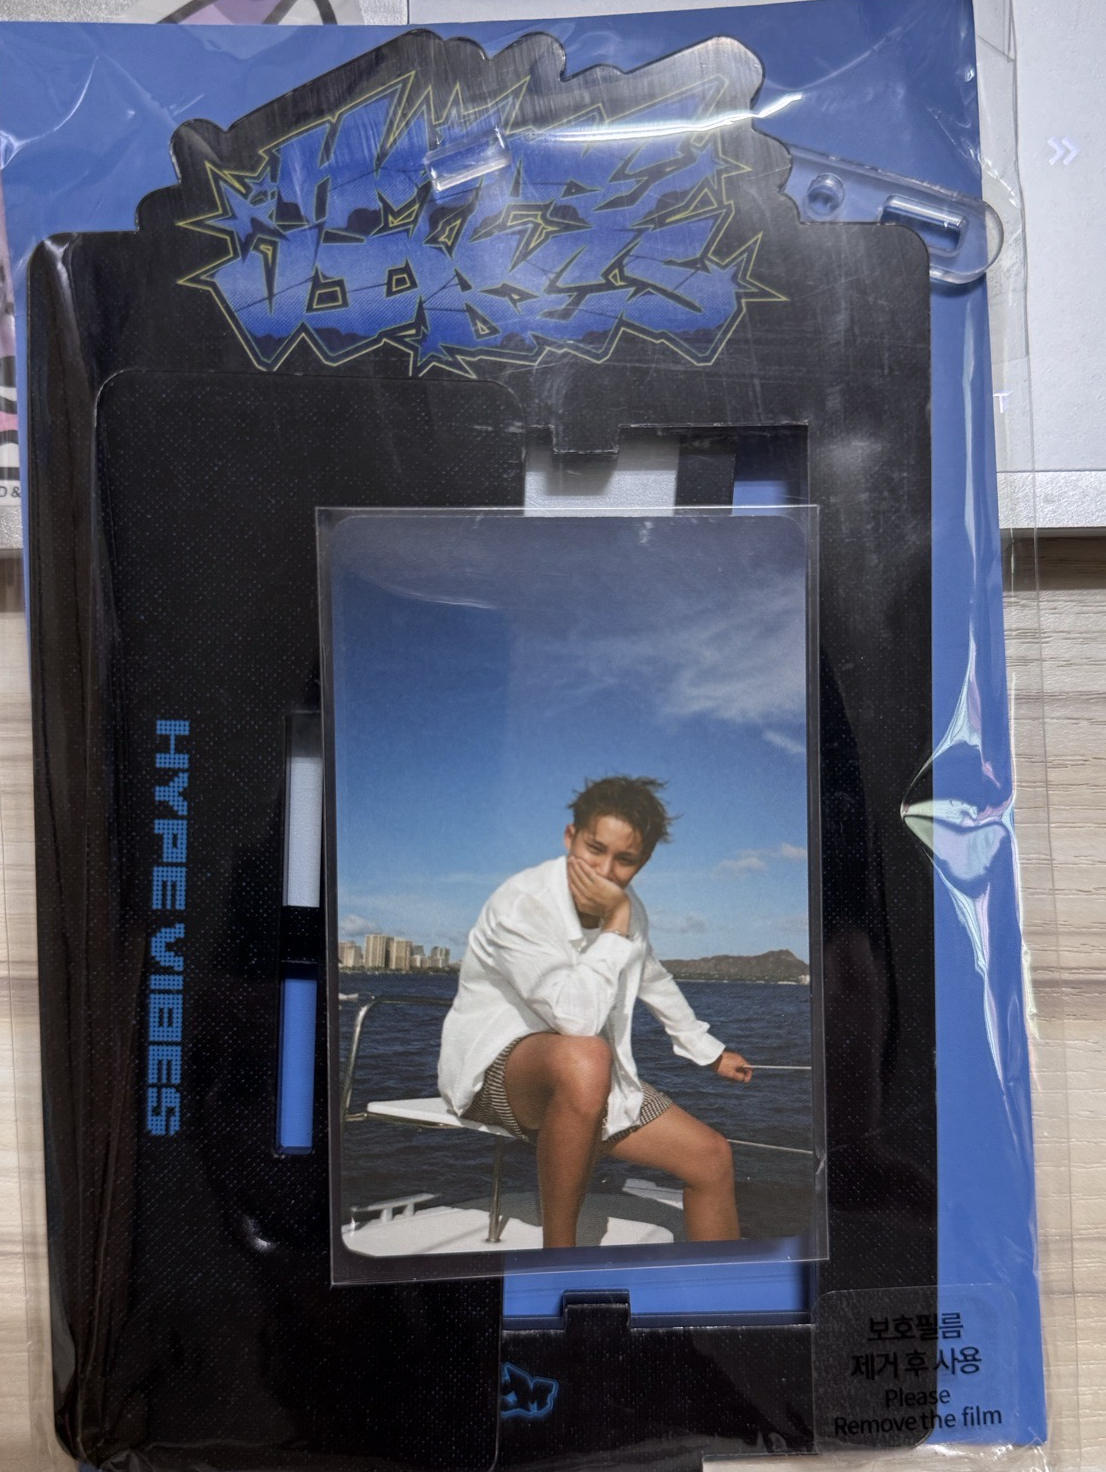 HYPE
VIBES
HYPE VIBES
보호필름
제거 후 사용
Please
Remove the film